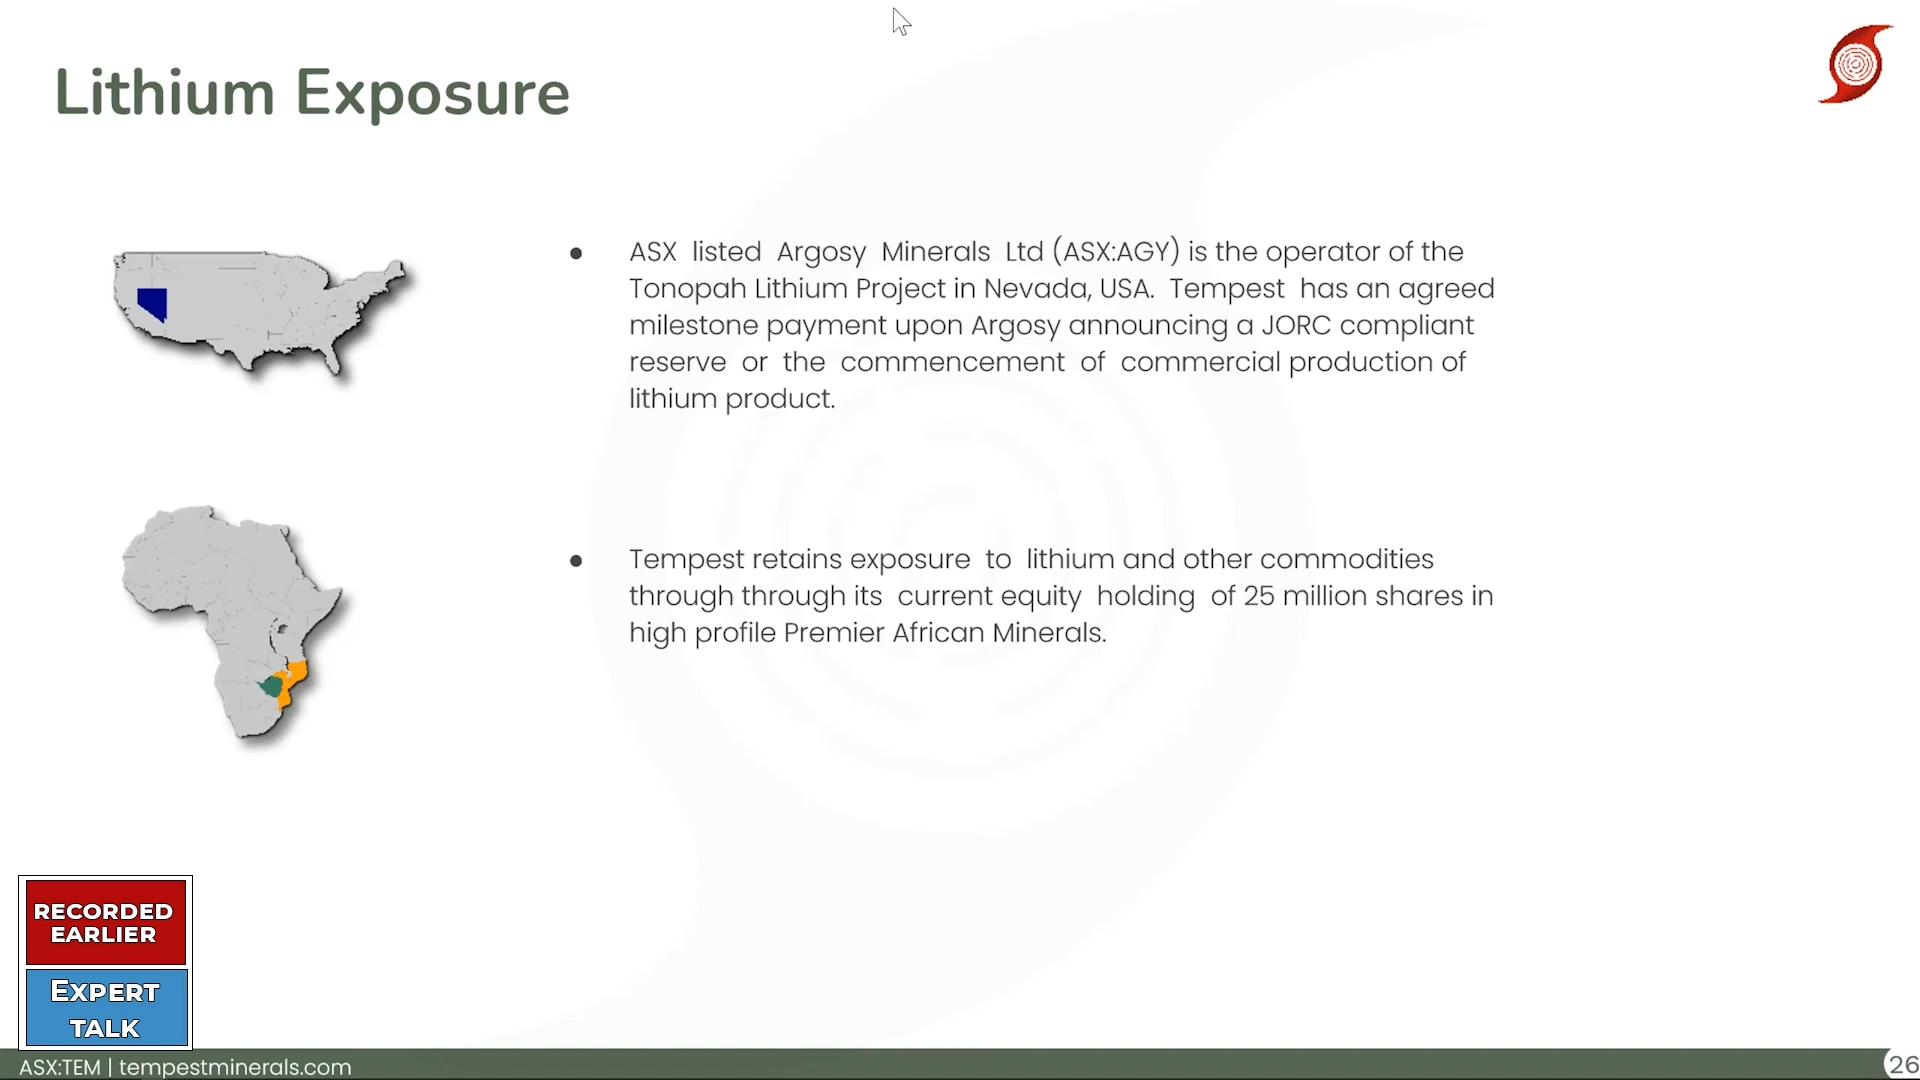 Lithium Exposure
● ASX listed Argosy Minerals Ltd (ASX:AGY) is the operator of the
Tonopah Lithium Project in Nevada, USA. Tempest has an agreed
milestone payment upon Argosy announcing a JORC compliant
reserve or the commencement of commercial production of
lithium product.
● Tempest retains exposure to lithium and other commodities
through through its current equity holding of 25 million shares in
high profile Premier African Minerals.
RECORDED
EARLIER
EXPERT
TALK
ASX:TEM | tempestminerals.com
26